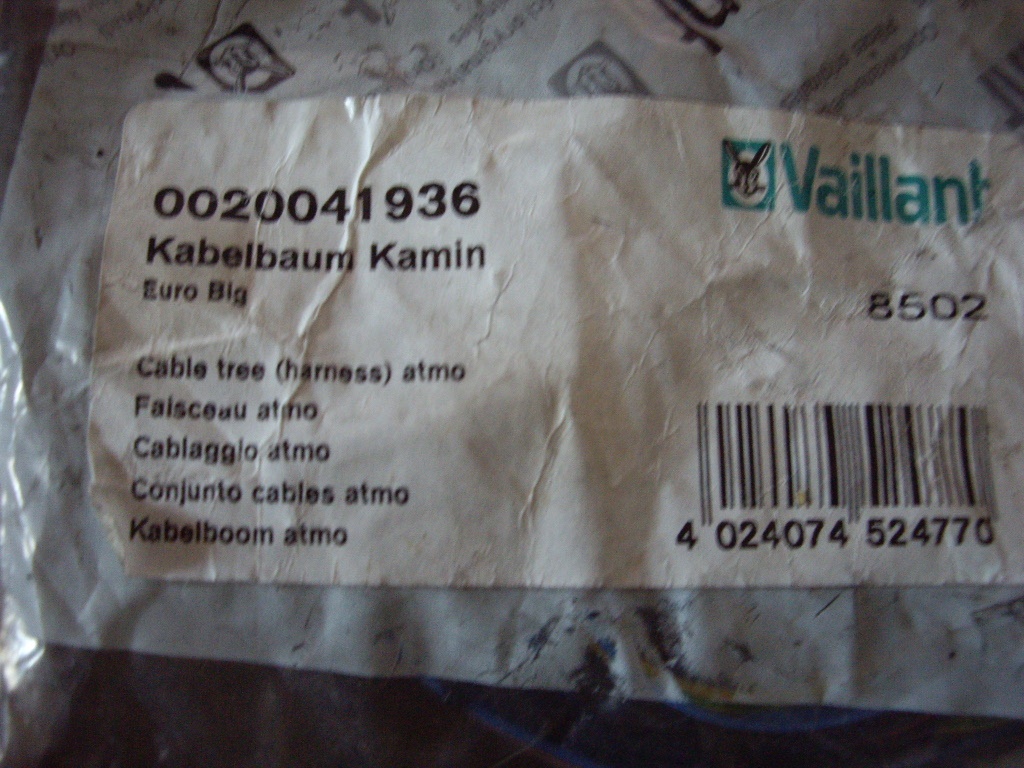 Vaillant
0020041936
Kabelbaum Kamin
Euro Big
8502
Cable tree (harness) atmo
Faisceau atmo
Cablaggio atmo
Conjunto cables atmo
Kabelboom atmo
4 024074 524770